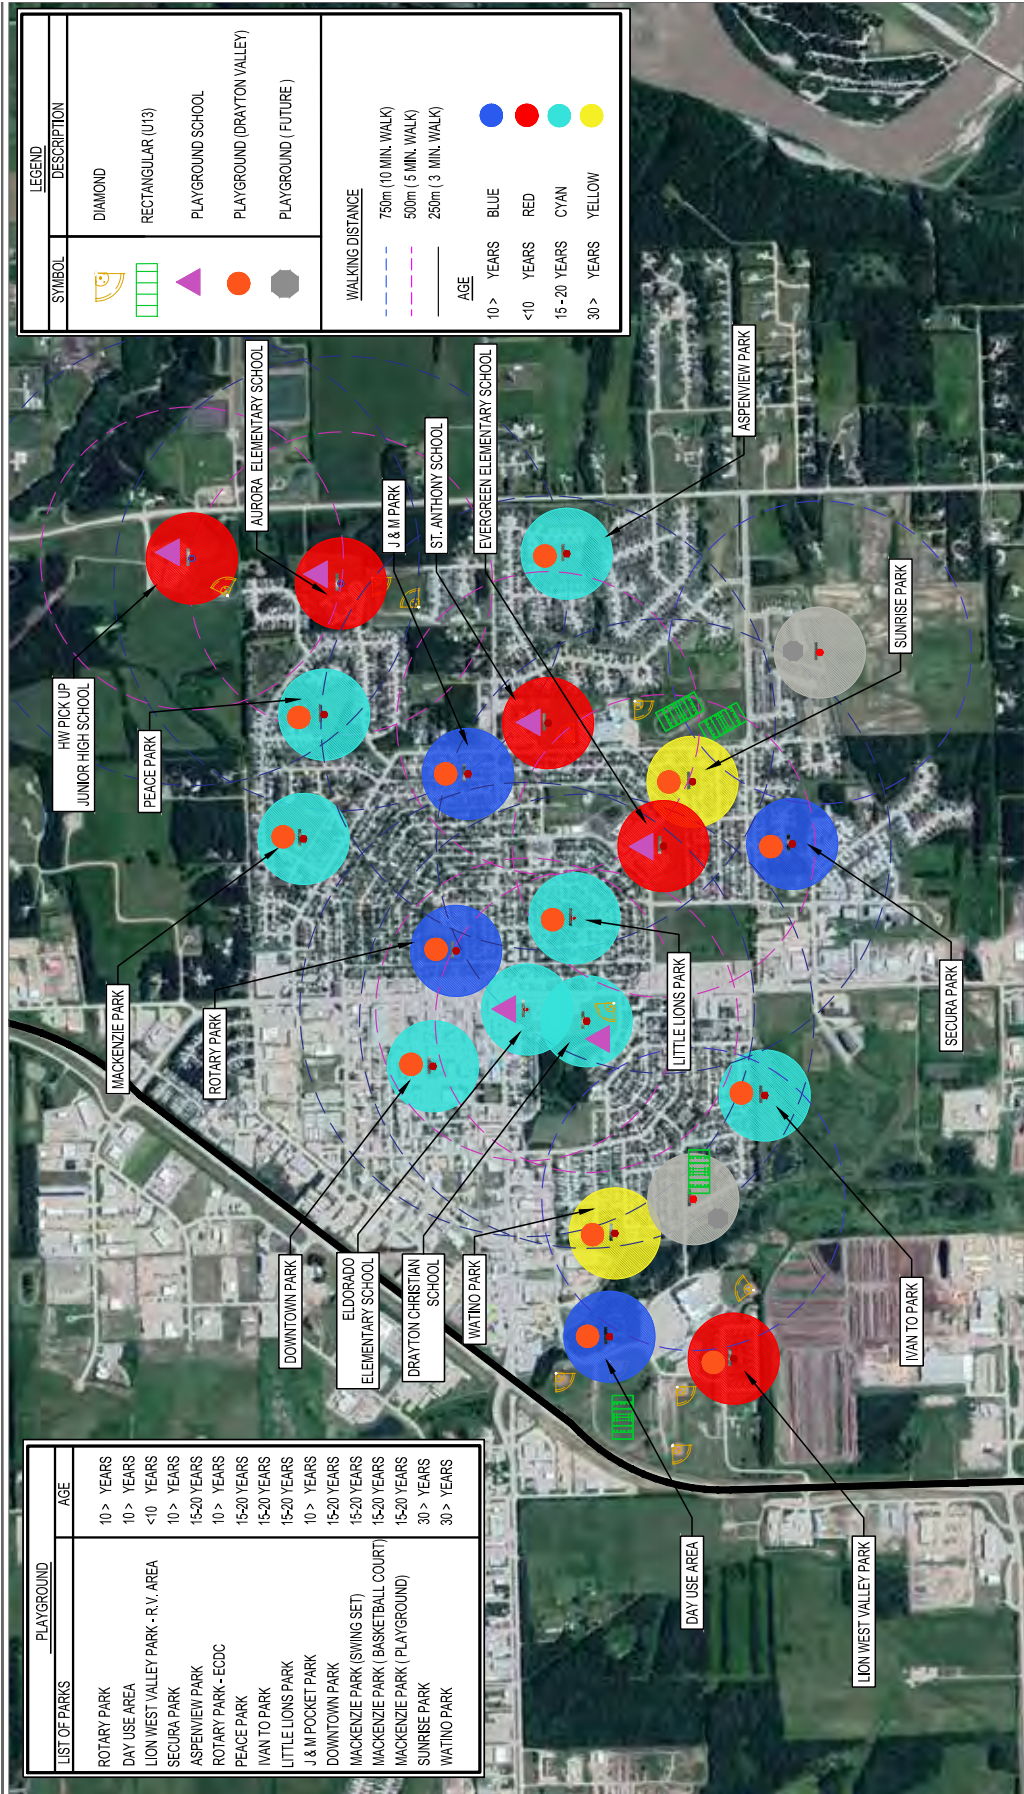 PLAYGROUND
LIST OF PARKS AGE
ROTARY PARK 10 > YEARS
DAY USE AREA 10 > YEARS
LION WEST VALLEY PARK - R.V. AREA <10 YEARS
SECURA PARK 10 > YEARS
ASPENVIEW PARK 15-20 YEARS
ROTARY PARK - ECDC 10 > YEARS
PEACE PARK 15-20 YEARS
IVAN TO PARK 15-20 YEARS
LITTLE LIONS PARK 15-20 YEARS
J & M POCKET PARK 10 > YEARS
DOWNTOWN PARK 15-20 YEARS
MACKENZIE PARK (SWING SET) 15-20 YEARS
MACKENZIE PARK ( BASKETBALL COURT) 15-20 YEARS
MACKENZIE PARK ( PLAYGROUND) 15-20 YEARS
SUNRISE PARK 30 > YEARS
WATINO PARK 30 > YEARS
LEGEND
SYMBOL DESCRIPTION
DIAMOND
RECTANGULAR (U13)
PLAYGROUND SCHOOL
PLAYGROUND (DRAYTON VALLEY)
PLAYGROUND ( FUTURE )
WALKING DISTANCE
750m (10 MIN. WALK)
500m ( 5 MIN. WALK)
250m ( 3 MIN. WALK)
AGE
10 > YEARS BLUE
<10 YEARS RED
15 - 20 YEARS CYAN
30 > YEARS YELLOW
HW PICK UP
JUNIOR HIGH SCHOOL
PEACE PARK
MACKENZIE PARK
ROTARY PARK
DOWNTOWN PARK
ELDORADO
ELEMENTARY SCHOOL
DRAYTON CHRISTIAN
SCHOOL
WATINO PARK
AURORA ELEMENTARY SCHOOL
J & M PARK
ST. ANTHONY SCHOOL
EVERGREEN ELEMENTARY SCHOOL
ASPENVIEW PARK
SUNRISE PARK
SECURA PARK
LITTLE LIONS PARK
IVAN TO PARK
DAY USE AREA
LION WEST VALLEY PARK